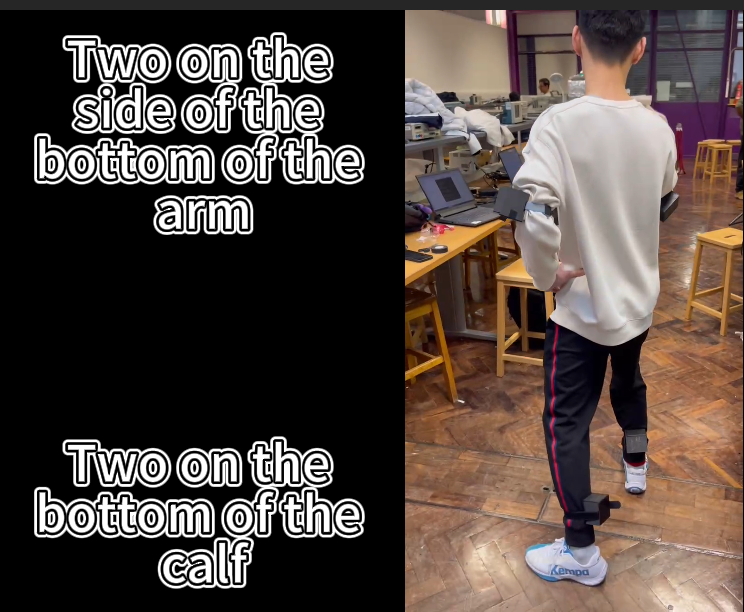 Two on the
side of the
bottom of the
arm
Two on the
bottom of the
calf
Kempa